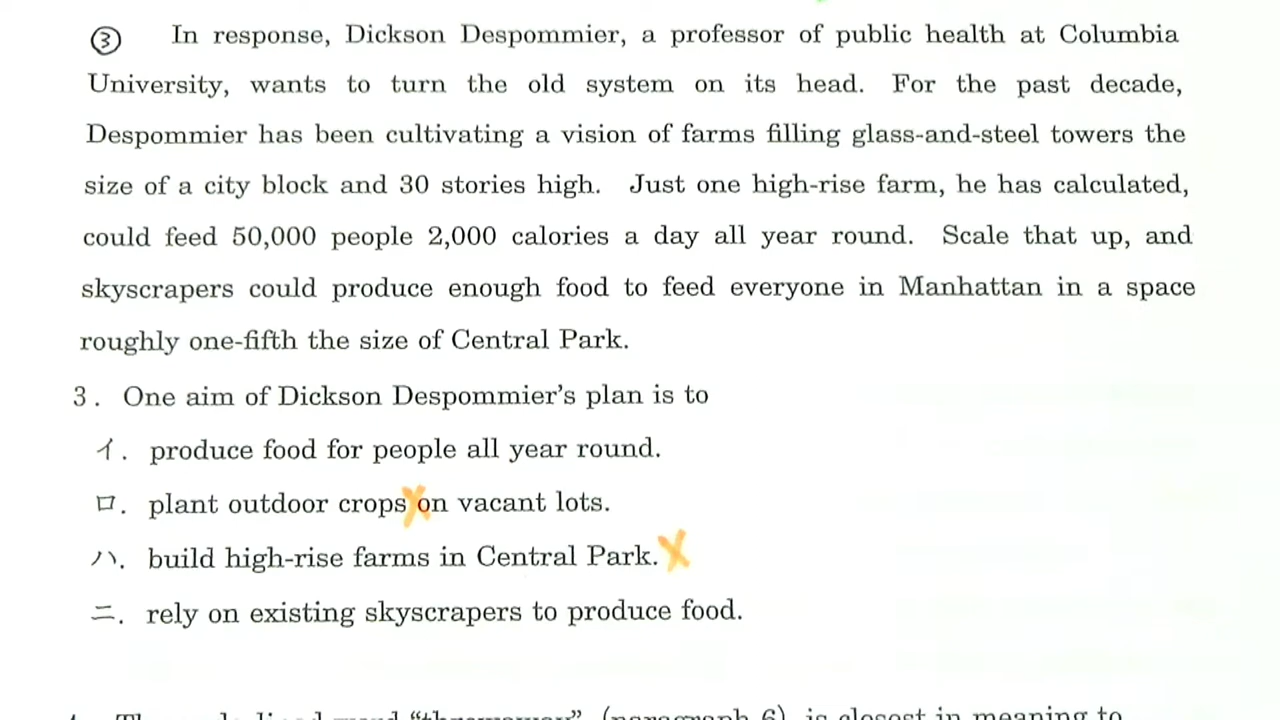 ③ In response, Dickson Despommier, a professor of public health at Columbia
University, wants to turn the old system on its head. For the past decade,
Despommier has been cultivating a vision of farms filling glass-and-steel towers the
size of a city block and 30 stories high. Just one high-rise farm, he has calculated,
could feed 50,000 people 2,000 calories a day all year round. Scale that up, and
skyscrapers could produce enough food to feed everyone in Manhattan in a space
roughly one-fifth the size of Central Park.
3. One aim of Dickson Despommier's plan is to
イ. produce food for people all year round.
ロ. plant outdoor crops on vacant lots.
ハ. build high-rise farms in Central Park.
ニ. rely on existing skyscrapers to produce food.
(paragraph 6) is closest in meaning to